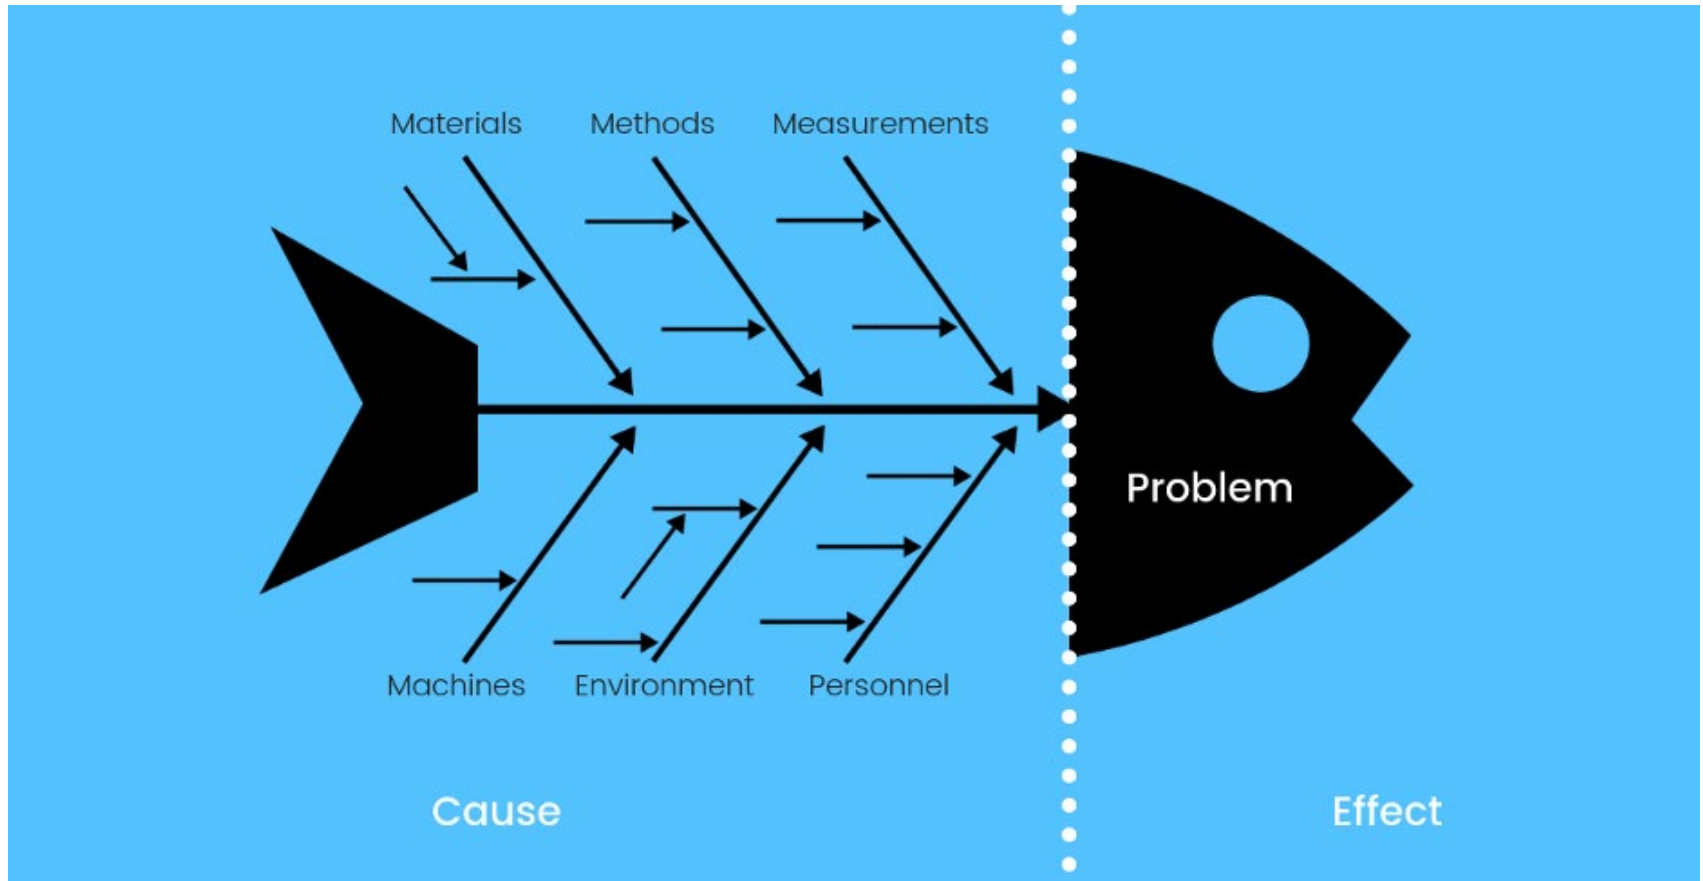 Materials
Methods
Measurements
Problem
Machines
Environment
Personnel
Cause
Effect